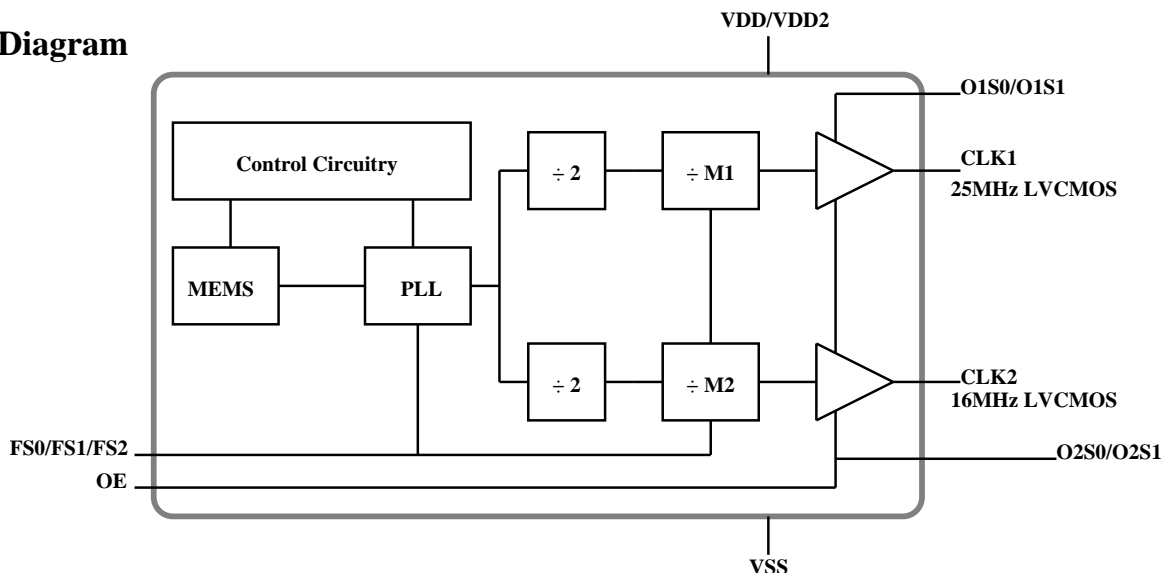 VDD/VDD2
Diagram
O1S0/O1S1
Control Circuitry
÷ 2
÷ M1
CLK1
25MHz LVCMOS
MEMS
PLL
÷ 2
÷ M2
CLK2
16MHz LVCMOS
FS0/FS1/FS2
O2S0/O2S1
OE
VSS